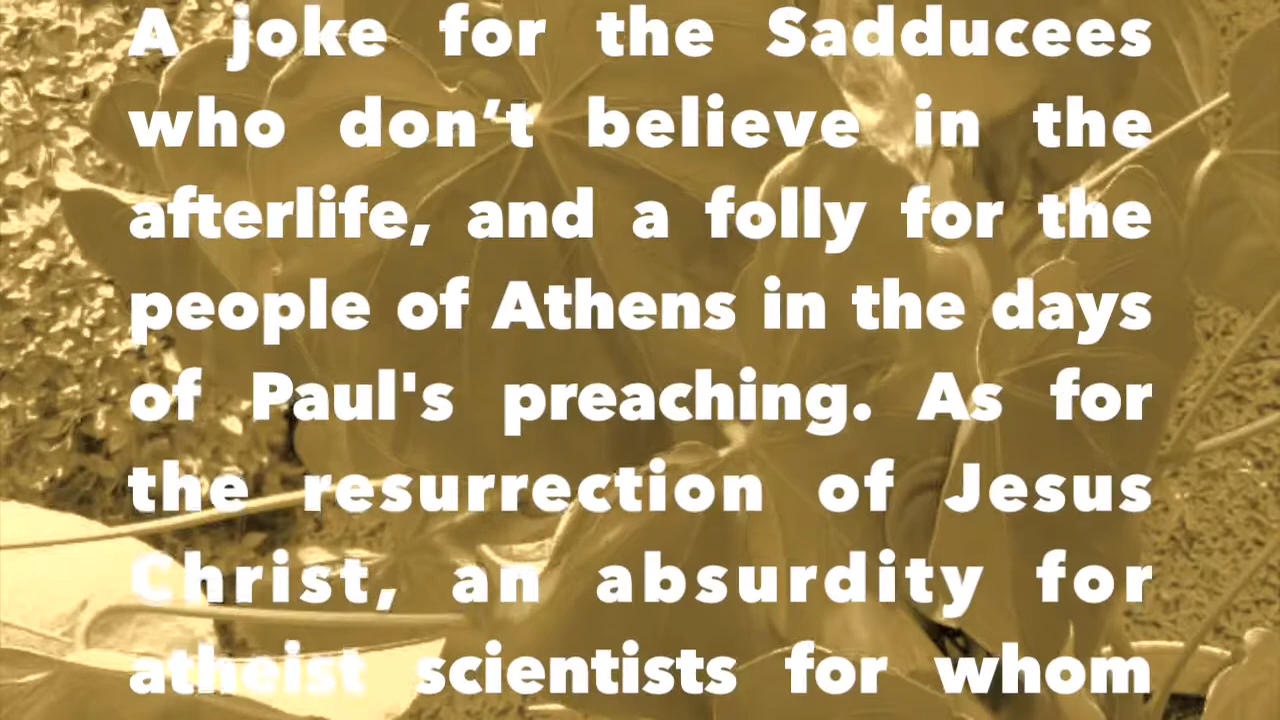 A joke for the Sadducees
who don‘t believe in the
afterlife, and a folly for the
people of Athens in the days
of Paul's preaching. As for
the resurrection of Jesus
Christ, an absurdity for
atheist scientists for whom